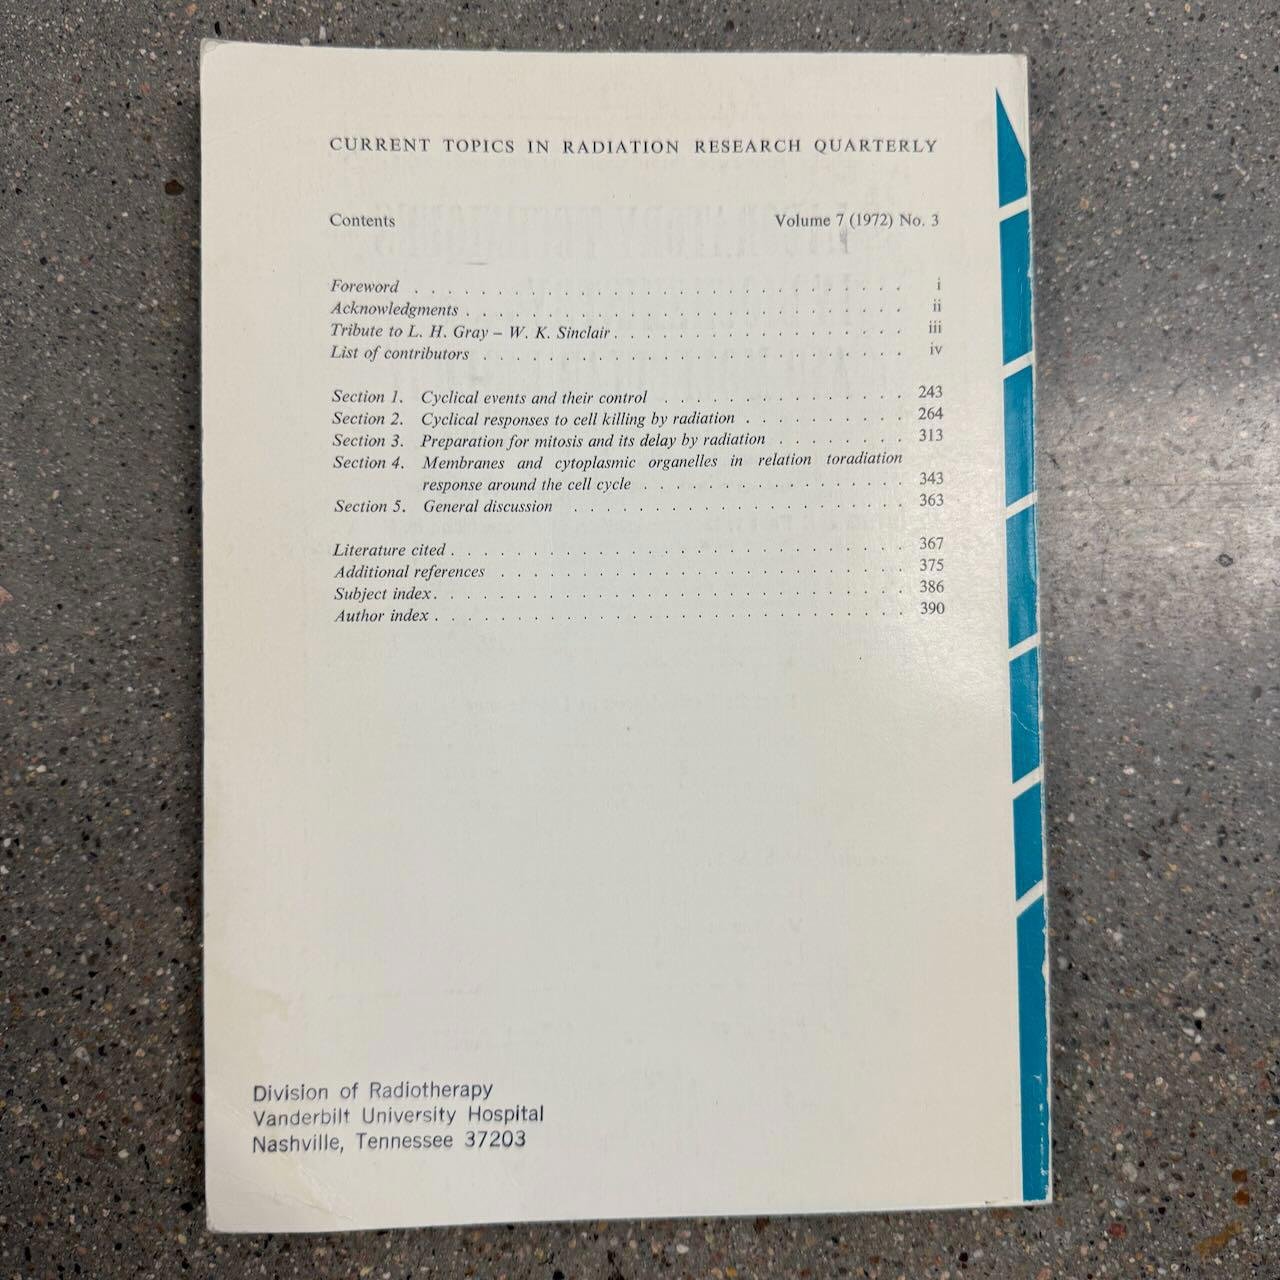 CURRENT TOPICS IN RADIATION RESEARCH QUARTERLY
Contents Volume 7 (1972) No. 3
Foreword . . . . . . . . . . . . . . . . . . . . . . . . . . . . . i
Acknowledgments . . . . . . . . . . . . . . . . . . . . . . . . . . ii
Tribute to L. H. Gray – W. K. Sinclair . . . . . . . . . . . . . . . . . iii
List of contributors . . . . . . . . . . . . . . . . . . . . . . . . . iv
Section 1. Cyclical events and their control . . . . . . . . . . . . . . 243
Section 2. Cyclical responses to cell killing by radiation . . . . . . . . . 264
Section 3. Preparation for mitosis and its delay by radiation . . . . . . . . 313
Section 4. Membranes and cytoplasmic organelles in relation toradiation
response around the cell cycle . . . . . . . . . . . . . . . 343
Section 5. General discussion . . . . . . . . . . . . . . . . . . . 363
Literature cited . . . . . . . . . . . . . . . . . . . . . . . . . . . 367
Additional references . . . . . . . . . . . . . . . . . . . . . . . . 375
Subject index . . . . . . . . . . . . . . . . . . . . . . . . . . . . 386
Author index . . . . . . . . . . . . . . . . . . . . . . . . . . . . 390
Division of Radiotherapy
Vanderbilt University Hospital
Nashville, Tennessee 37203